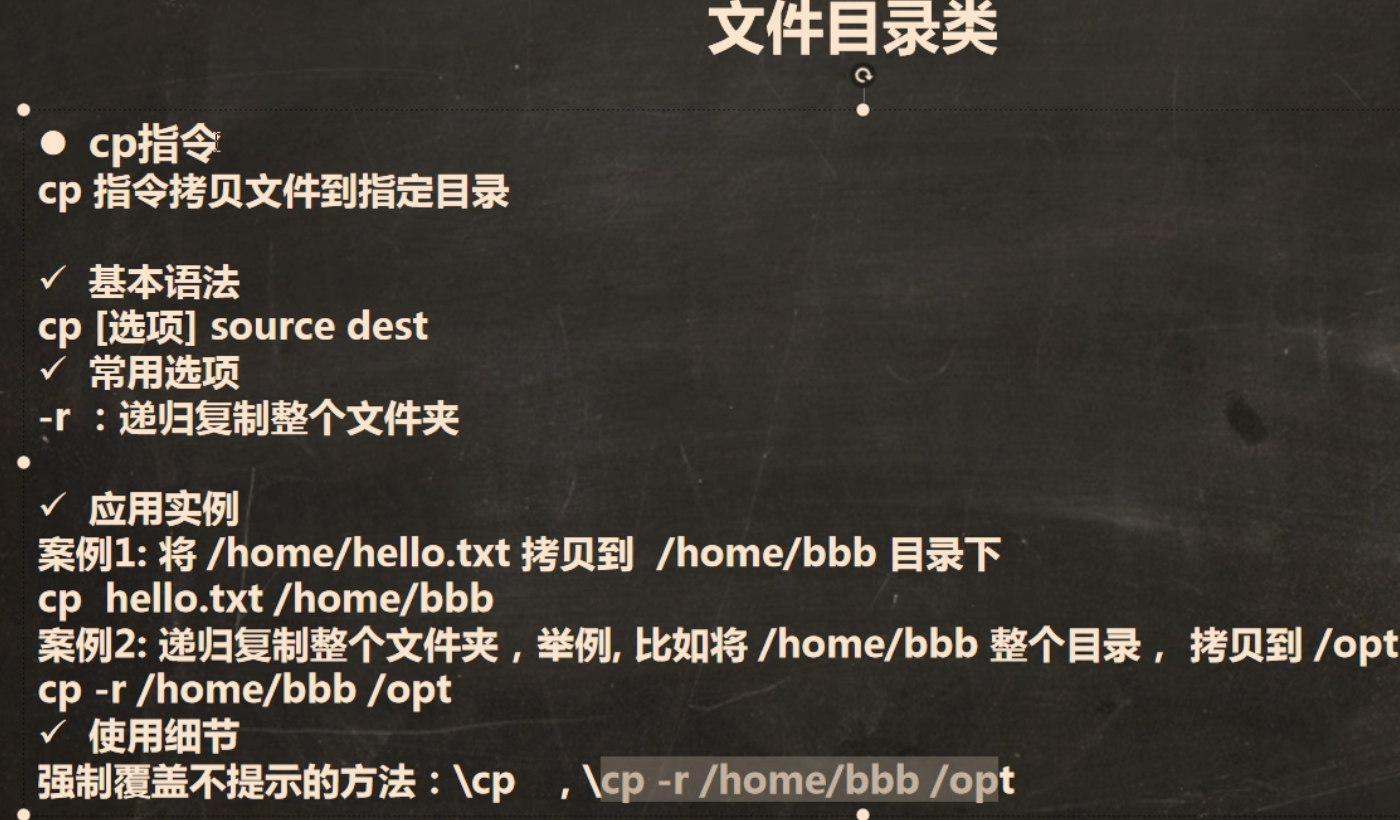 文件目录类
● cp指令
cp 指令拷贝文件到指定目录
✓ 基本语法
cp [选项] source dest
✓ 常用选项
-r ：递归复制整个文件夹
✓ 应用实例
案例1: 将 /home/hello.txt 拷贝到 /home/bbb 目录下
cp hello.txt /home/bbb
案例2: 递归复制整个文件夹，举例, 比如将 /home/bbb 整个目录， 拷贝到 /opt
cp -r /home/bbb /opt
✓ 使用细节
强制覆盖不提示的方法：\cp ，\cp -r /home/bbb /opt